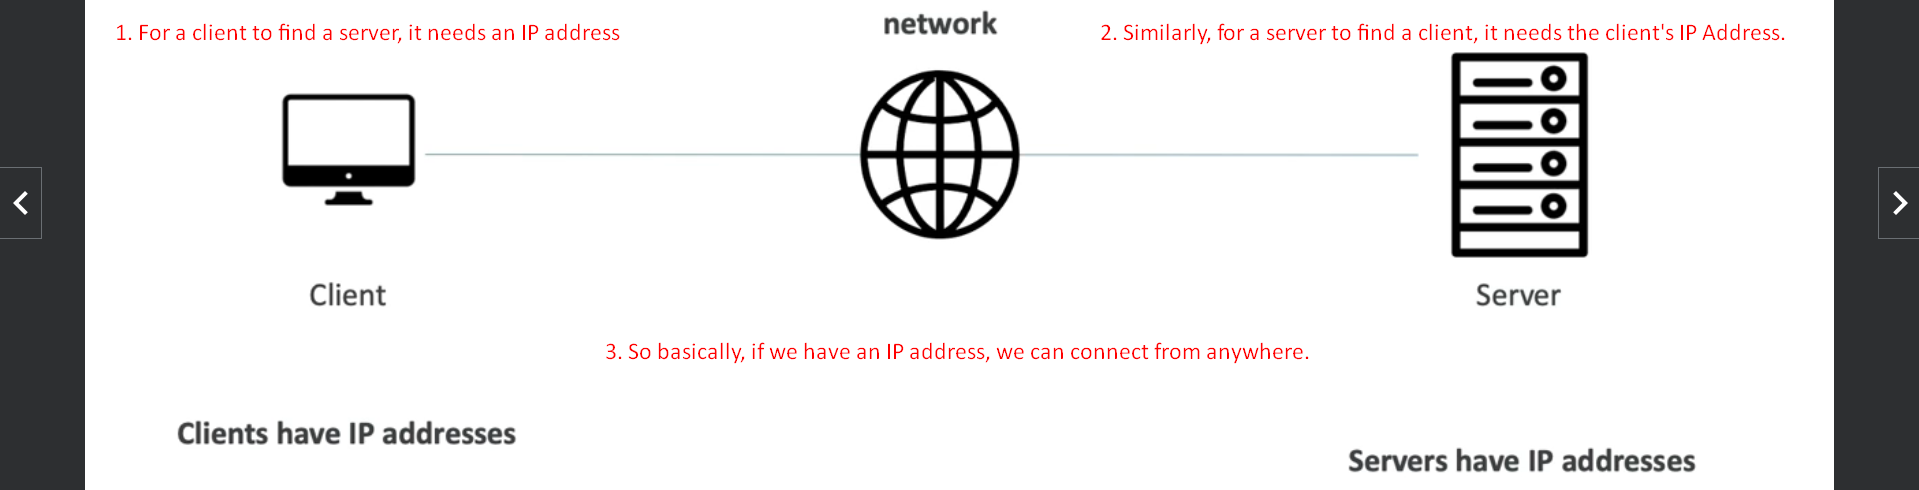 network
1. For a client to find a server, it needs an IP address
2. Similarly, for a server to find a client, it needs the client's IP Address.
Client
Server
3. So basically, if we have an IP address, we can connect from anywhere.
Clients have IP addresses
Servers have IP addresses